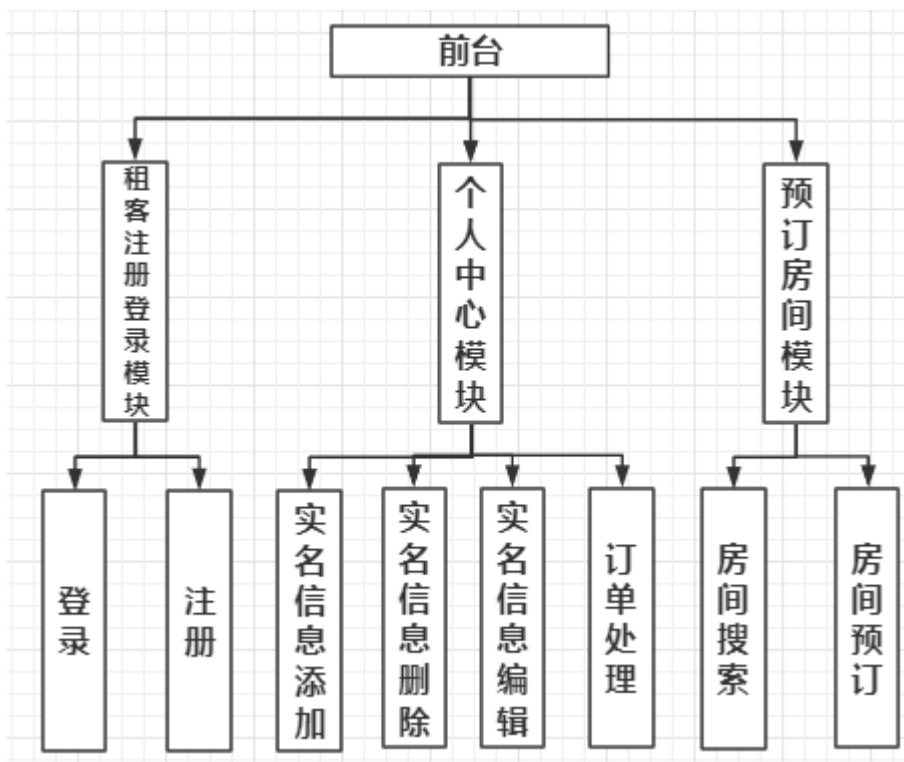 前台
租客注册登录模块
个人中心模块
预订房间模块
登录
注册
实名信息添加
实名信息删除
实名信息编辑
订单处理
房间搜索
房间预订